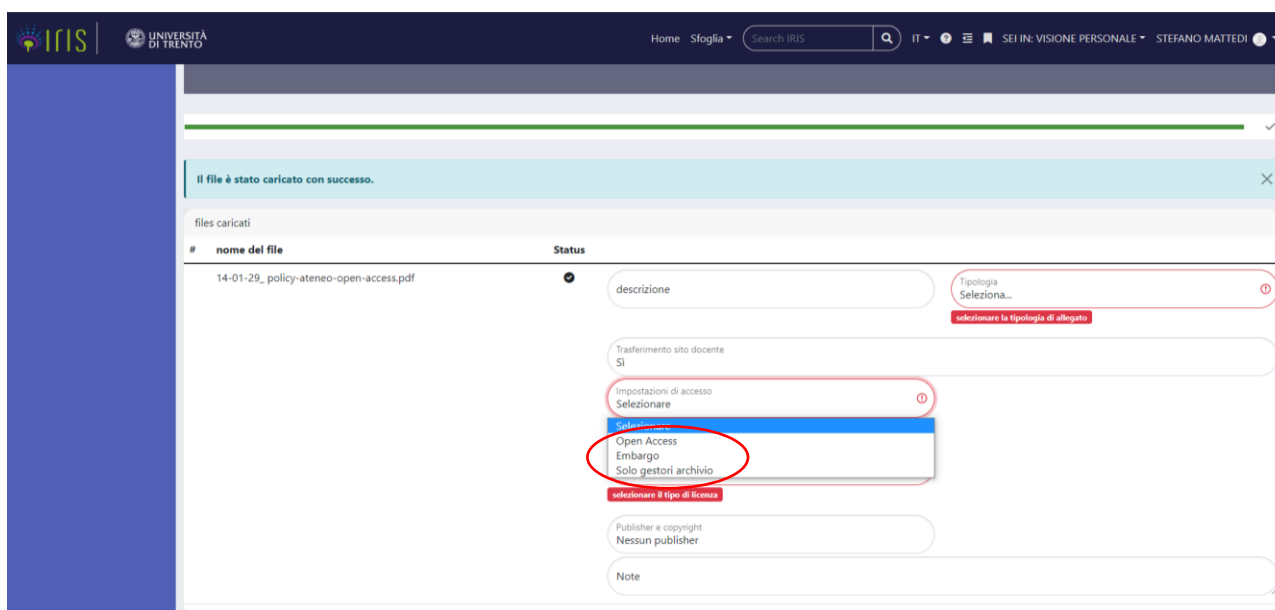 IRIS
UNIVERSITÀ
DI TRENTO
Home Sfoglia Search IRIS IT SEI IN: VISIONE PERSONALE STEFANO MATTEDI
Il file è stato caricato con successo.
files caricati
# nome del file Status
14-01-29_ policy-ateneo-open-access.pdf
descrizione
Tipologia
Seleziona...
selezionare la tipologia di allegato
Trasferimento sito docente
Sì
Impostazioni di accesso
Selezionare
Selezionare
Open Access
Embargo
Solo gestori archivio
selezionare il tipo di licenza
Publisher e copyright
Nessun publisher
Note